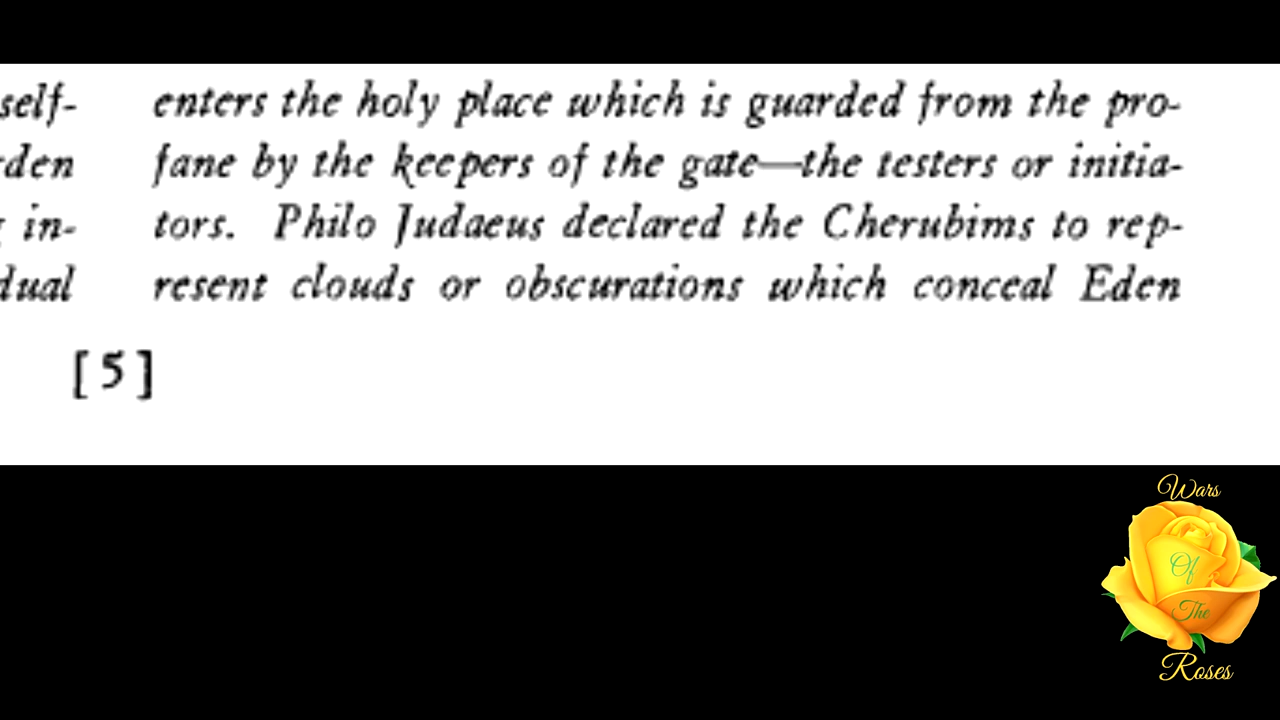 self-
in-
enters the holy place which is guarded from the pro-
fane by the keepers of the gate—the testers or initia-
tors. Philo Judaeus declared the Cherubims to rep-
resent clouds or obscurations which conceal Eden
[ 5 ]
Wars
Of
The
Roses